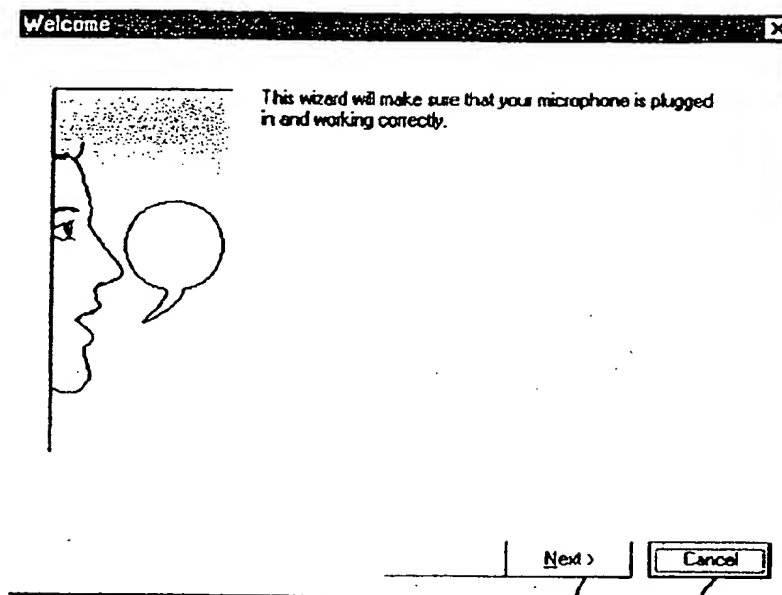 Welcome
This wizard will make sure that your microphone is plugged
in and working correctly.
Next >
Cancel